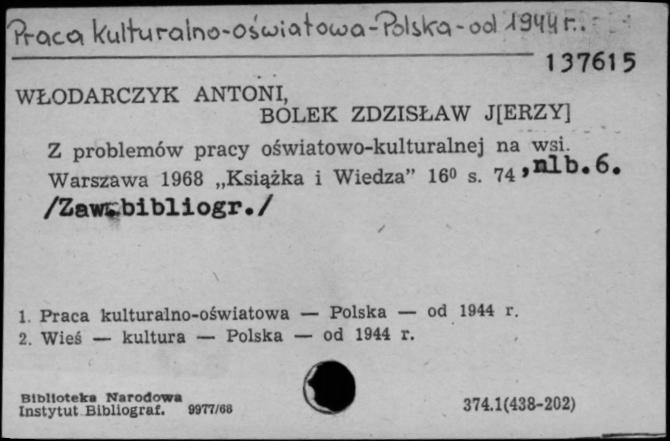 Praca kulturalno-oświatowa-Polska-od 1944 r.
137615
WŁODARCZYK ANTONI,
BOLEK ZDZISŁAW J[ERZY]
Z problemów pracy oświatowo-kulturalnej na wsi.
Warszawa 1968 „Książka i Wiedza” 16⁰ s. 74, nlb.6.
/Zaw. bibliogr./
1. Praca kulturalno-oświatowa — Polska — od 1944 r.
2. Wieś — kultura — Polska — od 1944 r.
Biblioteka Narodowa
Instytut Bibliograf. 9977/68
374.1(438-202)